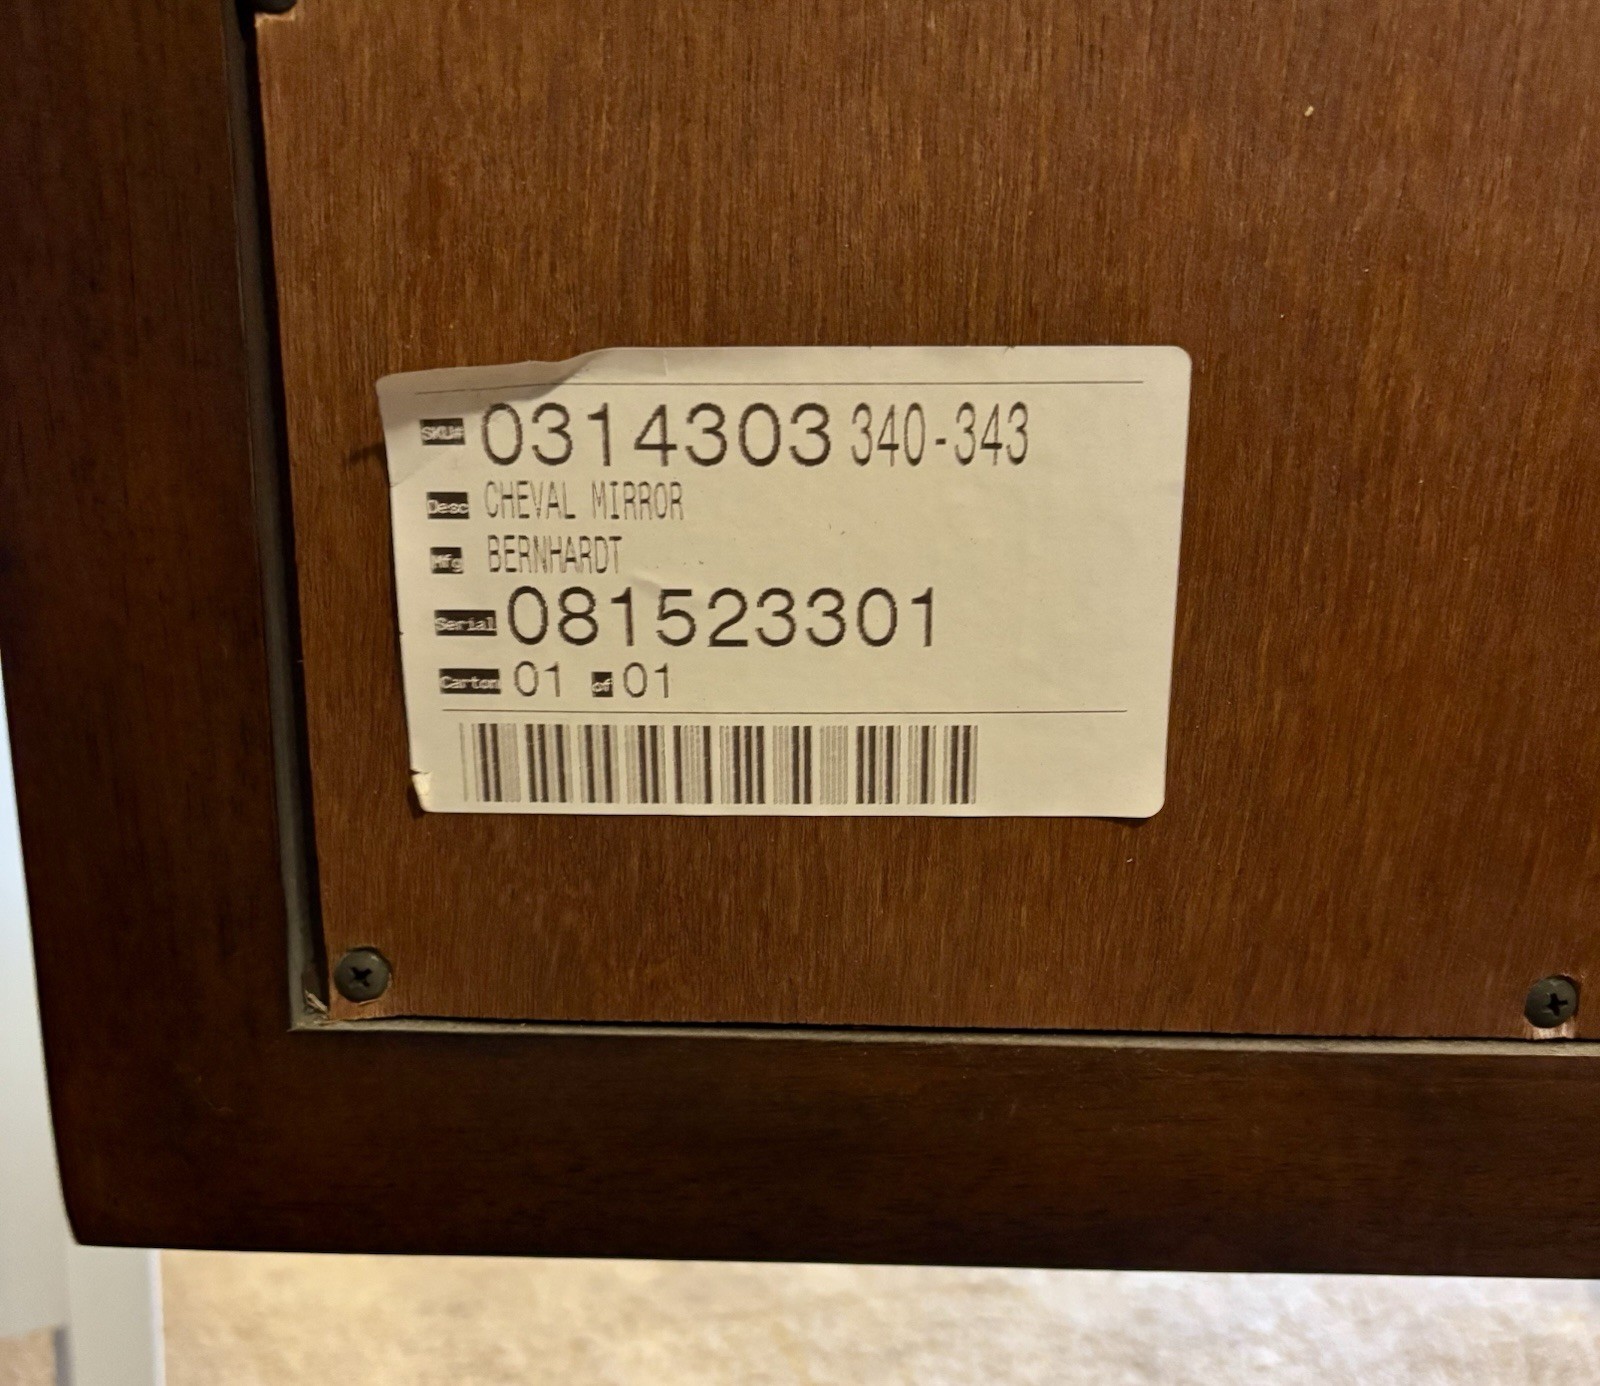 SKU# 0314303 340-343
Desc CHEVAL MIRROR
Mfg BERNHARDT
Serial 081523301
Carton 01 of 01